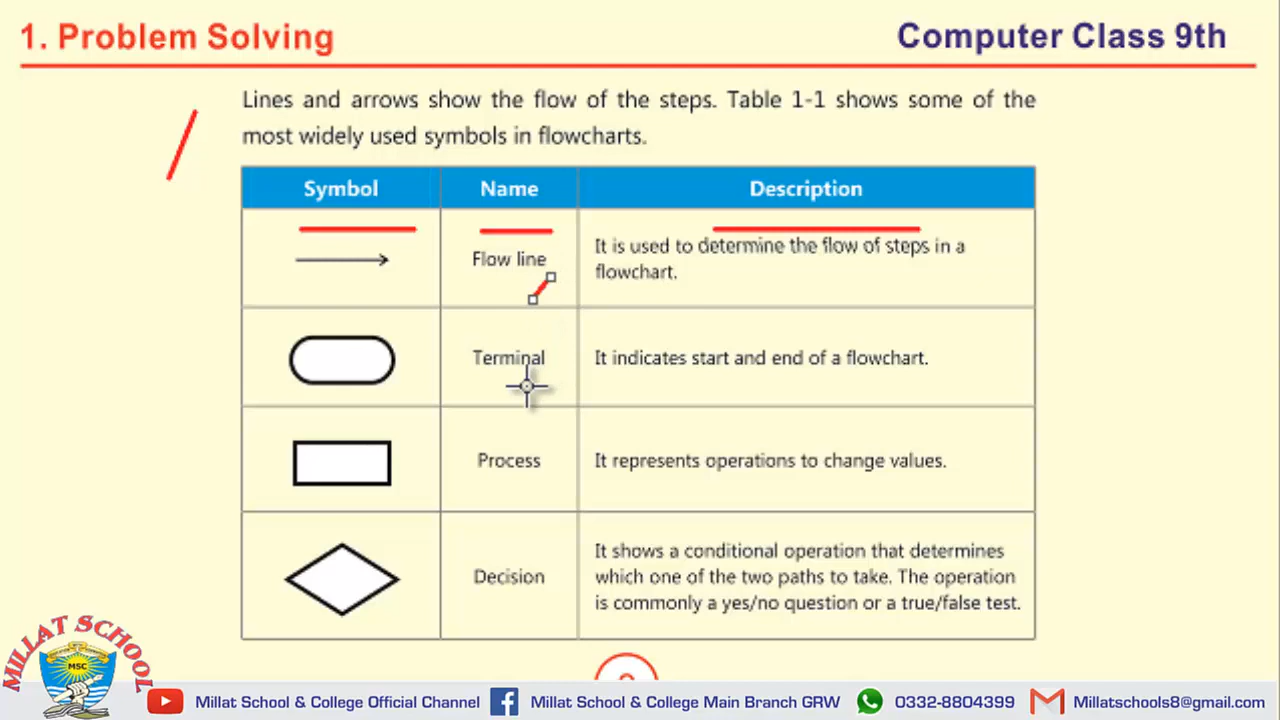 1. Problem Solving
Computer Class 9th
Lines and arrows show the flow of the steps. Table 1-1 shows some of the
most widely used symbols in flowcharts.
Symbol Name Description
Flow line
It is used to determine the flow of steps in a
flowchart.
Terminal
It indicates start and end of a flowchart.
Process
It represents operations to change values.
Decision
It shows a conditional operation that determines
which one of the two paths to take. The operation
is commonly a yes/no question or a true/false test.
MILLAT SCHOOL
MSC
Millat School & College Official Channel
Millat School & College Main Branch GRW
0332-8804399
Millatschools8@gmail.com